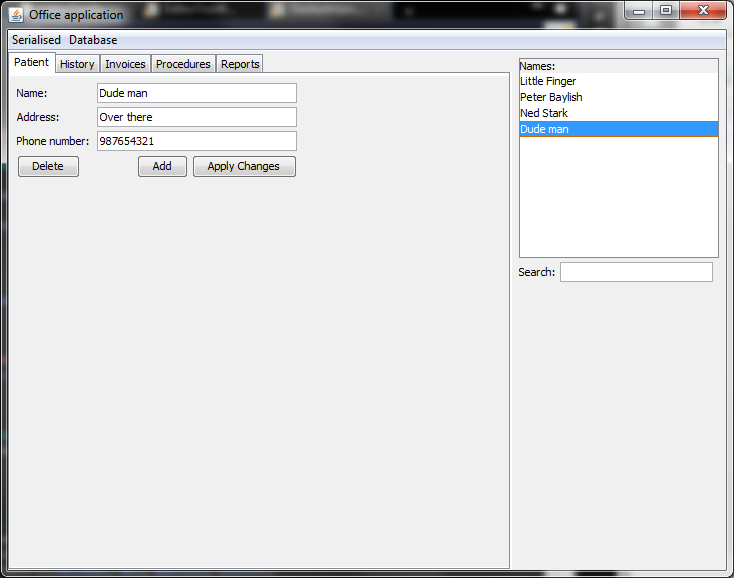 Office application
Serialised Database
Patient History Invoices Procedures Reports
Name: Dude man
Address: Over there
Phone number: 987654321
Delete Add Apply Changes
Names:
Little Finger
Peter Baylish
Ned Stark
Dude man
Search: